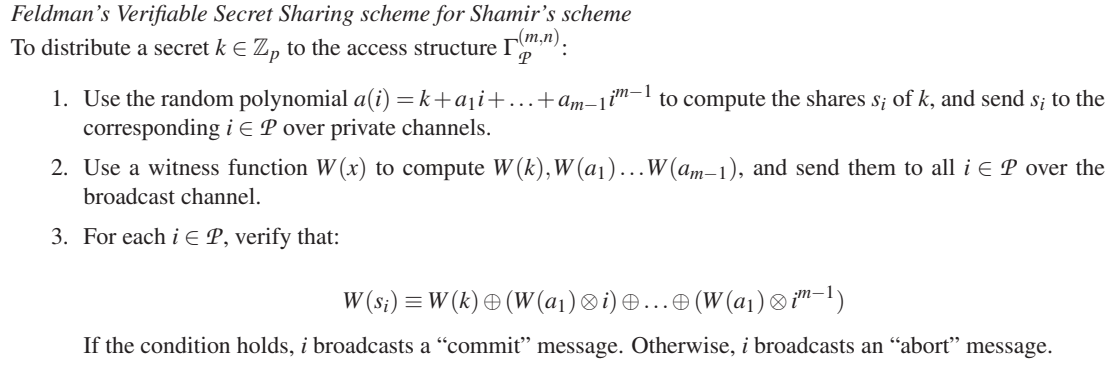 Feldman's Verifiable Secret Sharing scheme for Shamir's scheme
To distribute a secret k ∈ ℤ_p to the access structure Γ_𝒫^{(m,n)}:
1. Use the random polynomial a(i) = k + a_1 i + … + a_{m−1} i^{m−1} to compute the shares s_i of k, and send s_i to the
corresponding i ∈ 𝒫 over private channels.
2. Use a witness function W(x) to compute W(k), W(a_1) … W(a_{m−1}), and send them to all i ∈ 𝒫 over the
broadcast channel.
3. For each i ∈ 𝒫, verify that:
W(s_i) ≡ W(k) ⊕ (W(a_1) ⊗ i) ⊕ … ⊕ (W(a_1) ⊗ i^{m−1})
If the condition holds, i broadcasts a “commit” message. Otherwise, i broadcasts an “abort” message.